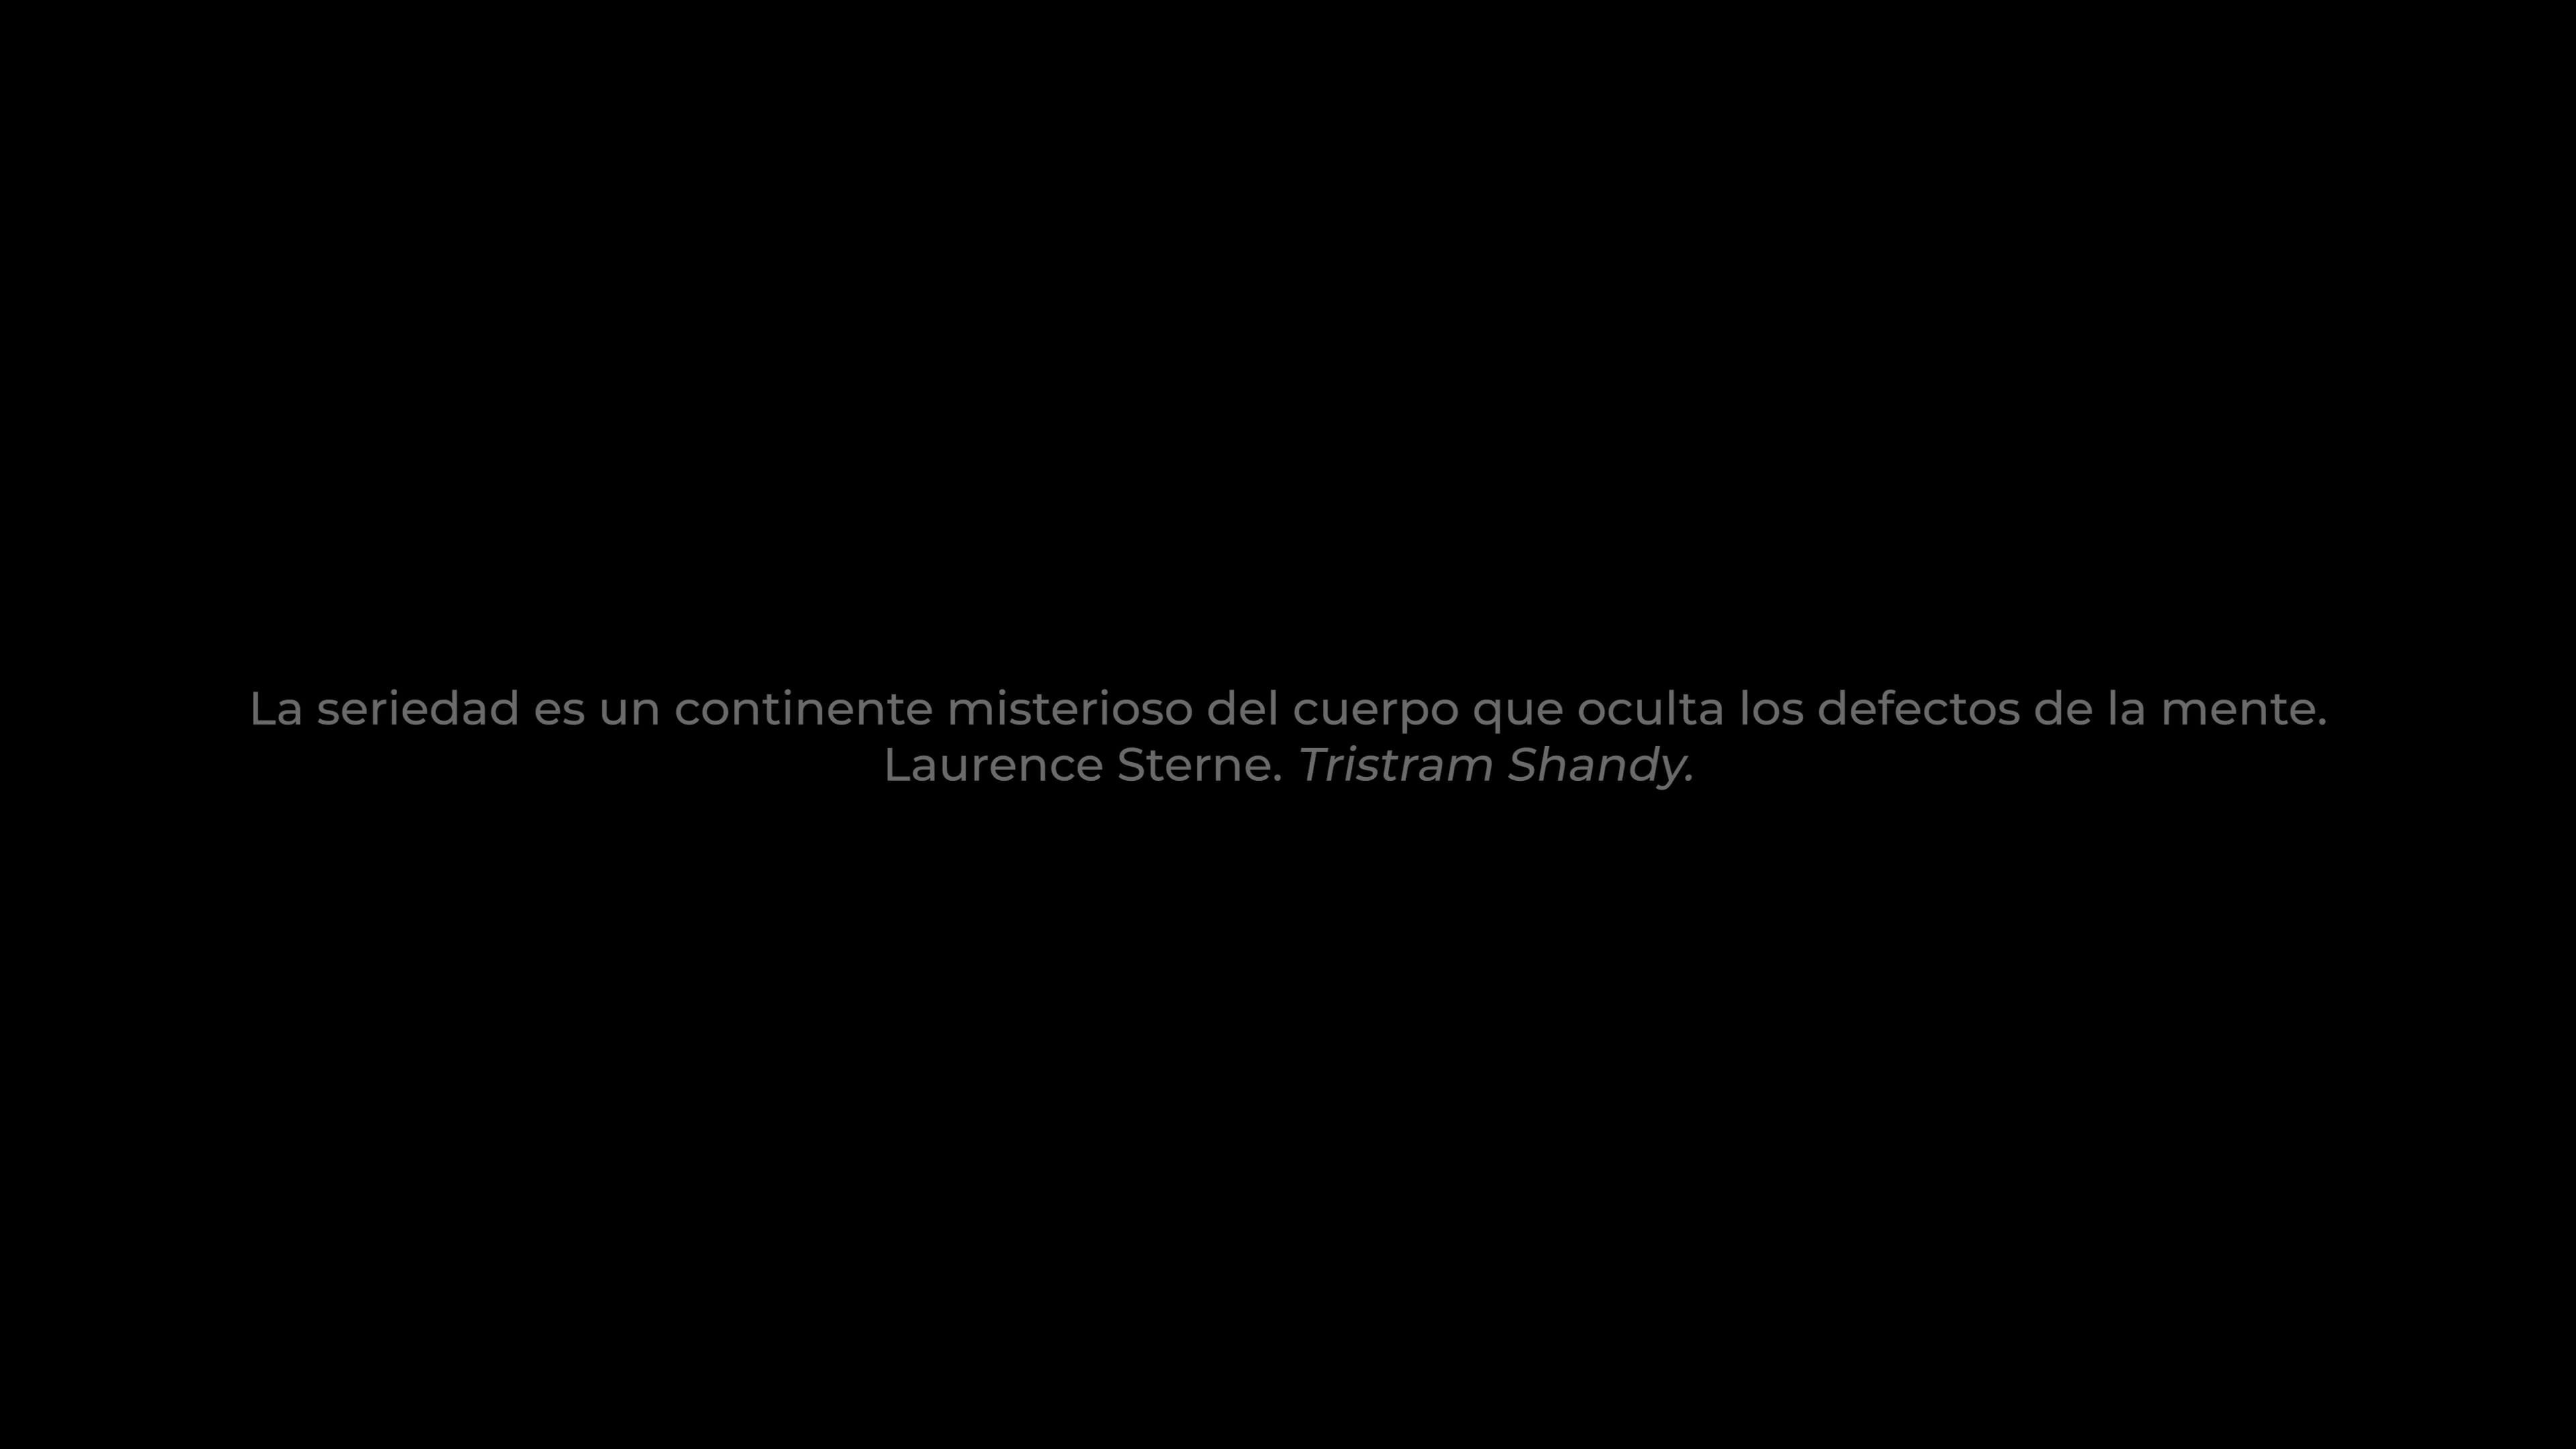 La seriedad es un continente misterioso del cuerpo que oculta los defectos de la mente.
Laurence Sterne. Tristram Shandy.